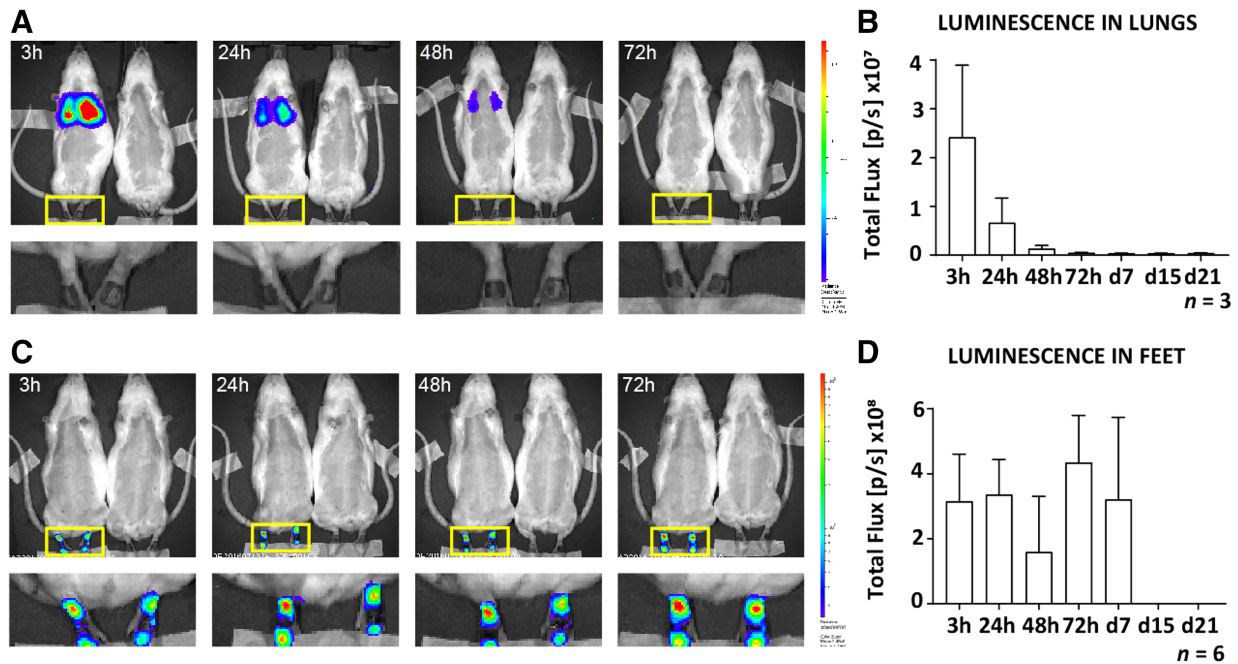 A
3h
24h
48h
72h
B
LUMINESCENCE IN LUNGS
Total FLux [p/s] x10⁷
4
3
2
1
0
3h 24h 48h 72h d7 d15 d21
n = 3
C
3h
24h
48h
72h
D
LUMINESCENCE IN FEET
Total Flux [p/s] x10⁸
6
4
2
0
3h 24h 48h 72h d7 d15 d21
n = 6